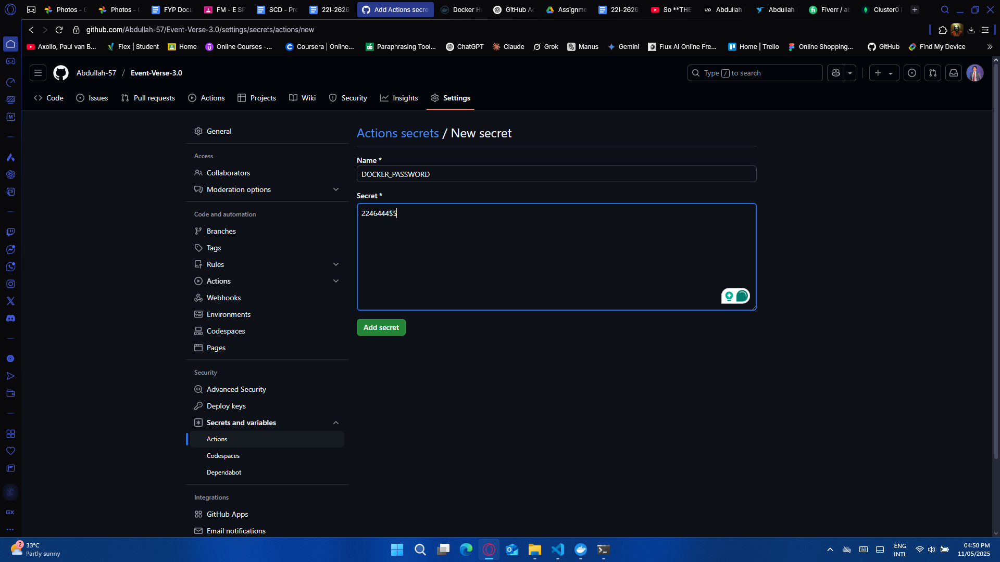 Photos - G
Photos - G
FYP Docu
FM - E SP
SCD - Pro
22I-2626
Add Actions secre
Docker H
GitHub Ac
Assignme
22I-2626
So **THE
Abdullah
Abdullah
Fiverr / ab
Cluster0
github.com/Abdullah-57/Event-Verse-3.0/settings/secrets/actions/new
Axollo, Paul van B...
Flex | Student
Home
Online Courses -...
Coursera | Online...
Paraphrasing Tool...
ChatGPT
Claude
Grok
Manus
Gemini
Flux AI Online Fre...
Home | Trello
Online Shopping...
GitHub
Find My Device
Abdullah-57 / Event-Verse-3.0
Type / to search
Code
Issues
Pull requests
Actions
Projects
Wiki
Security
Insights
Settings
General
Access
Collaborators
Moderation options
Code and automation
Branches
Tags
Rules
Actions
Webhooks
Environments
Codespaces
Pages
Security
Advanced Security
Deploy keys
Secrets and variables
Actions
Codespaces
Dependabot
Integrations
GitHub Apps
Email notifications
Actions secrets / New secret
Name *
DOCKER_PASSWORD
Secret *
2246444$$
Add secret
GX
2
33°C
Partly sunny
ENG
INTL
04:50 PM
11/05/2025